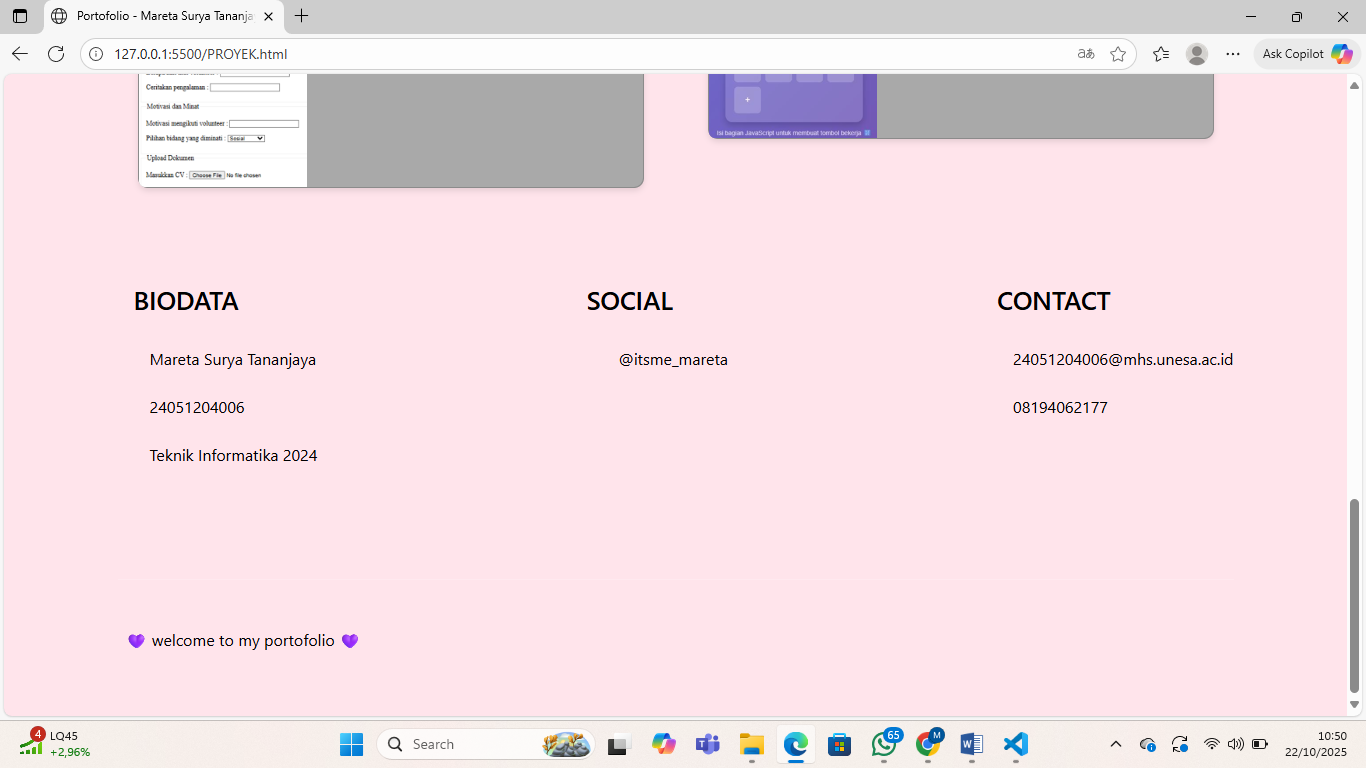 Portofolio - Mareta Surya Tananja
127.0.0.1:5500/PROYEK.html
Ask Copilot
Ceritakan pengalaman :
Motivasi dan Minat
Motivasi mengikuti volunteer :
Pilihan bidang yang diminati : Sosial
Upload Dokumen
Masukkan CV : Choose File No file chosen
+
Isi bagian JavaScript untuk membuat tombol bekerja
BIODATA
SOCIAL
CONTACT
Mareta Surya Tananjaya
@itsme_mareta
24051204006@mhs.unesa.ac.id
24051204006
08194062177
Teknik Informatika 2024
💜 welcome to my portofolio 💜
4
LQ45
+2,96%
Search
65
M
10:50
22/10/2025